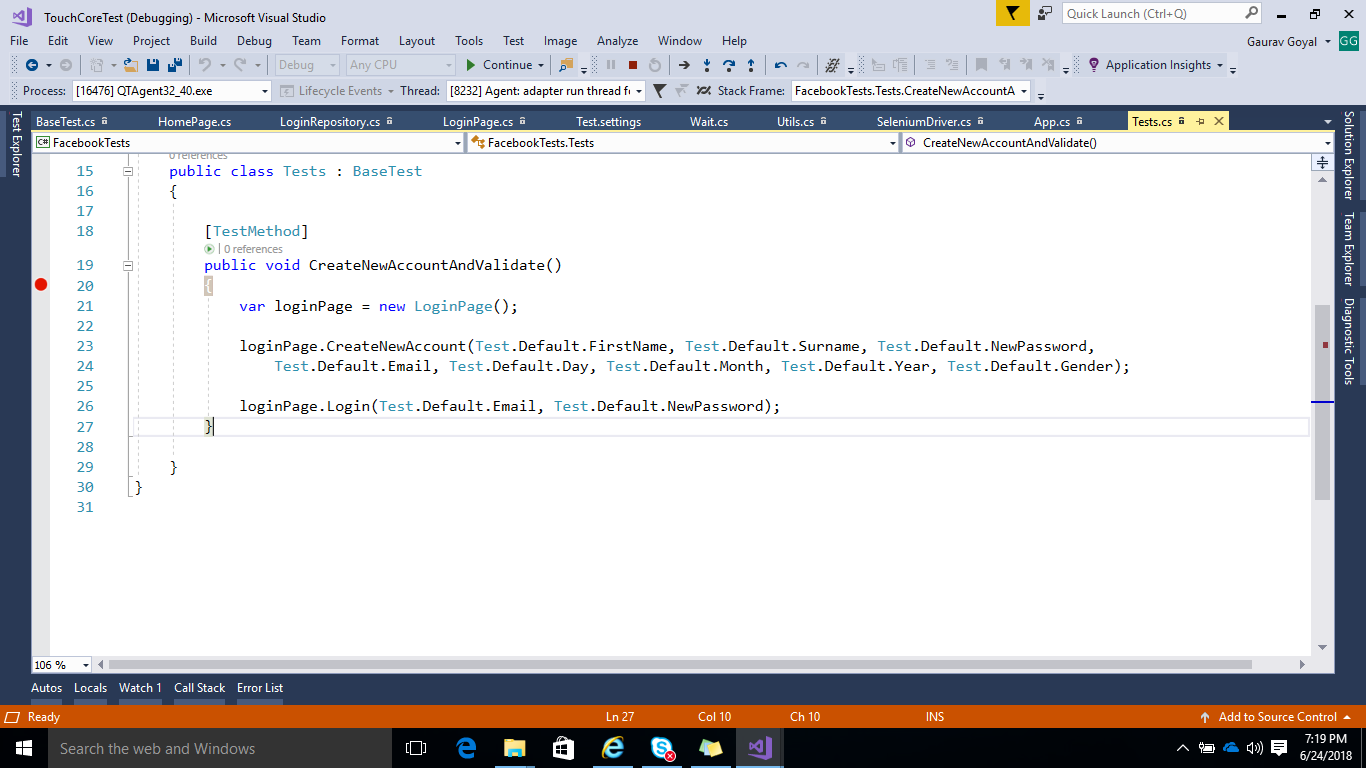 TouchCoreTest (Debugging) - Microsoft Visual Studio
Quick Launch (Ctrl+Q)
File Edit View Project Build Debug Team Format Layout Tools Test Image Analyze Window Help
Gaurav Goyal GG
Debug Any CPU Continue Application Insights
Process: [16476] QTAgent32_40.exe Lifecycle Events Thread: [8232] Agent: adapter run thread fo Stack Frame: FacebookTests.Tests.CreateNewAccountA
Test Explorer
BaseTest.cs HomePage.cs LoginRepository.cs LoginPage.cs Test.settings Wait.cs Utils.cs SeleniumDriver.cs App.cs Tests.cs
Solution Explorer
Team Explorer
Diagnostic Tools
C# FacebookTests FacebookTests.Tests CreateNewAccountAndValidate()
0 references
15 public class Tests : BaseTest
16 {
17
18 [TestMethod]
| 0 references
19 public void CreateNewAccountAndValidate()
20 {
21 var loginPage = new LoginPage();
22
23 loginPage.CreateNewAccount(Test.Default.FirstName, Test.Default.Surname, Test.Default.NewPassword,
24 Test.Default.Email, Test.Default.Day, Test.Default.Month, Test.Default.Year, Test.Default.Gender);
25
26 loginPage.Login(Test.Default.Email, Test.Default.NewPassword);
27 }
28
29 }
30 }
31
106 %
Autos Locals Watch 1 Call Stack Error List
Ready Ln 27 Col 10 Ch 10 INS Add to Source Control
Search the web and Windows
7:19 PM
6/24/2018